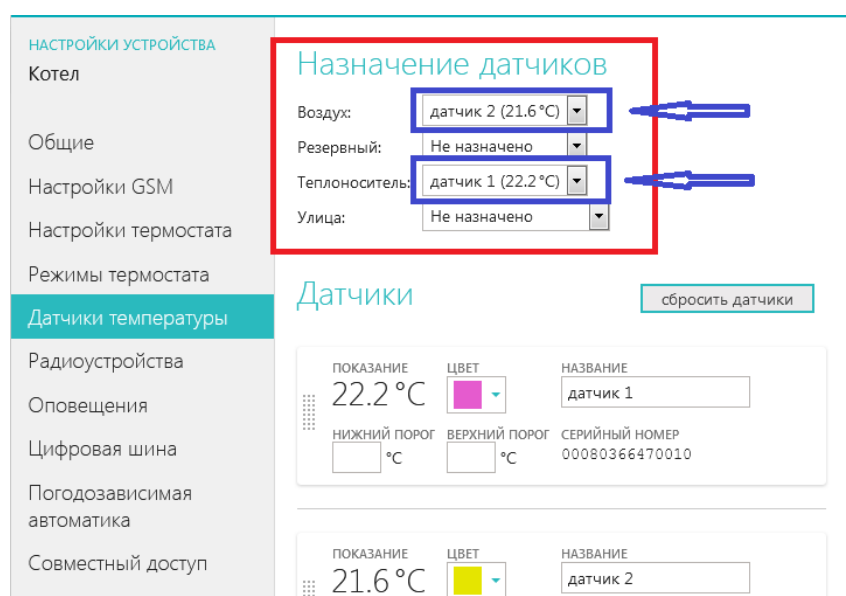 НАСТРОЙКИ УСТРОЙСТВА
Котел
Общие
Настройки GSM
Настройки термостата
Режимы термостата
Датчики температуры
Радиоустройства
Оповещения
Цифровая шина
Погодозависимая
автоматика
Совместный доступ
Назначение датчиков
Воздух: датчик 2 (21.6 °C)
Резервный: Не назначено
Теплоноситель: датчик 1 (22.2 °C)
Улица: Не назначено
Датчики
сбросить датчики
ПОКАЗАНИЕ ЦВЕТ НАЗВАНИЕ
22.2 °C датчик 1
НИЖНИЙ ПОРОГ ВЕРХНИЙ ПОРОГ СЕРИЙНЫЙ НОМЕР
°C °C 00080366470010
ПОКАЗАНИЕ ЦВЕТ НАЗВАНИЕ
21.6 °C датчик 2